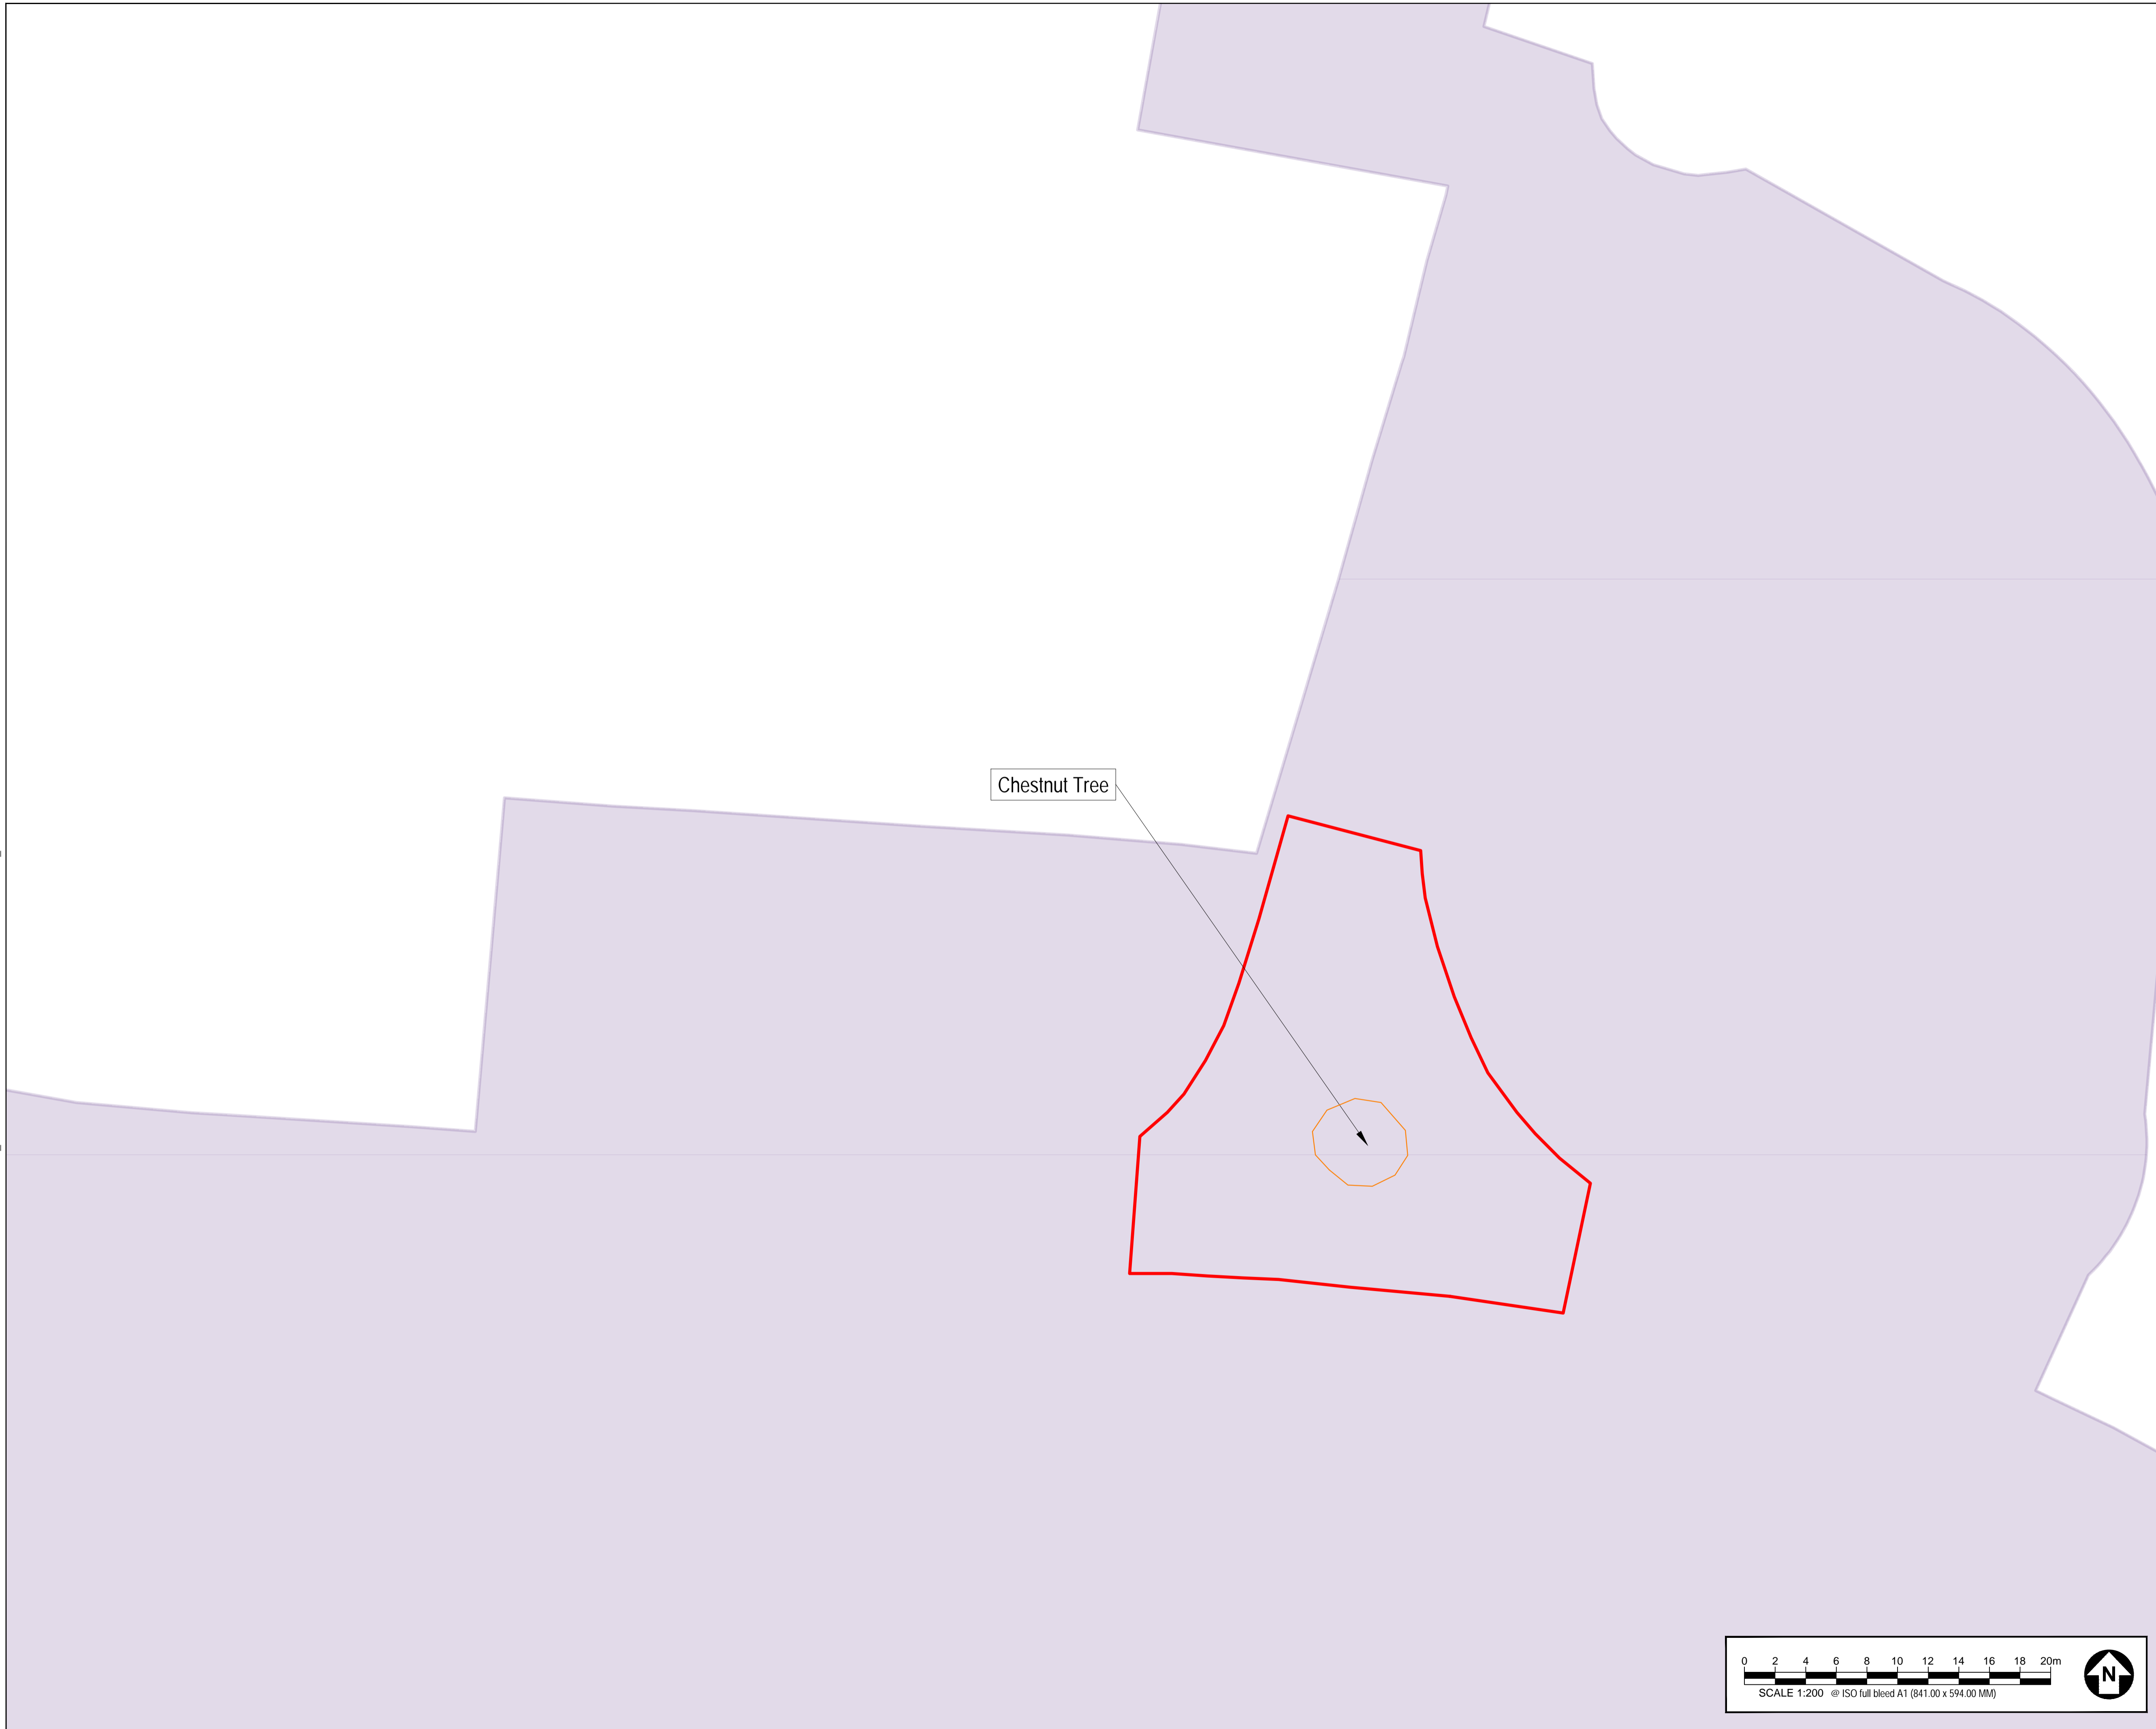 Chestnut Tree
0 2 4 6 8 10 12 14 16 18 20m
SCALE 1:200 @ ISO full bleed A1 (841.00 x 594.00 MM)
N